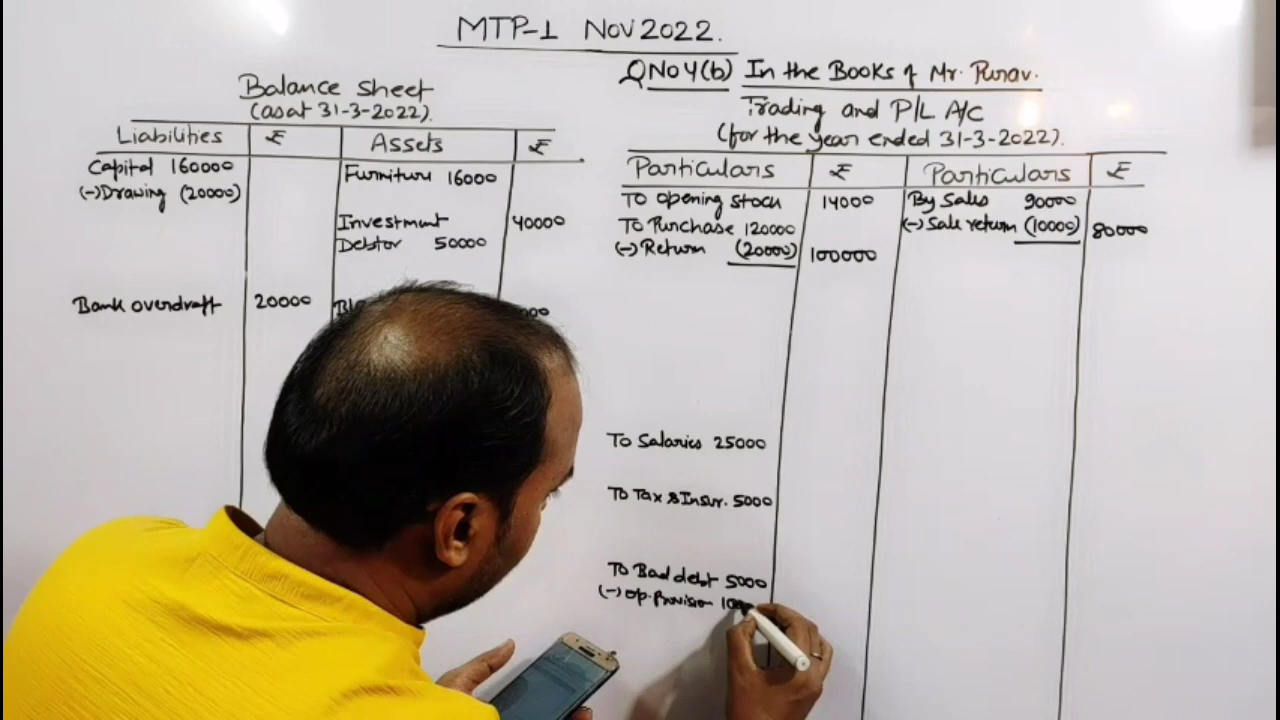 MTP-1 NOV 2022.
Balance Sheet
(as at 31-3-2022).
Liabilities ₹ Assets ₹
Capital 160000 Furniture 16000
(-) Drawing (20000)
Investment 40000
Debtor 50000
Bank overdraft 20000
QNO 4(b) In the Books of Mr. Purav.
Trading and P/L A/C
(for the year ended 31-3-2022).
Particulars ₹ Particulars ₹
To opening stock 14000 By Sales 90000
To Purchase 120000 (-) Sale return (10000) 80000
(-) Return (20000) 100000
To Salaries 25000
To Tax & Insur. 5000
To Bad debt 5000
(-) op. Provision